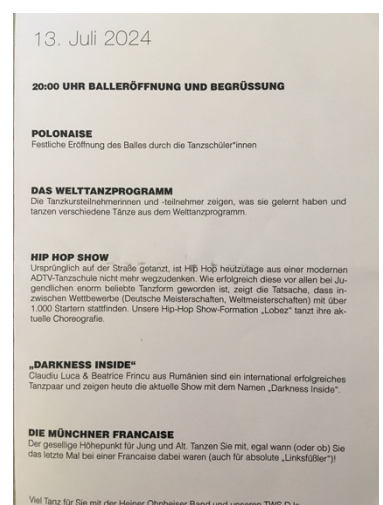 13. Juli 2024
20:00 UHR BALLERÖFFNUNG UND BEGRÜSSUNG
POLONAISE
Festliche Eröffnung des Balles durch die Tanzschüler*innen
DAS WELTTANZPROGRAMM
Die Tanzkursteilnehmerinnen und -teilnehmer zeigen, was sie gelernt haben und
tanzen verschiedene Tänze aus dem Welttanzprogramm.
HIP HOP SHOW
Ursprünglich auf der Straße getanzt, ist Hip Hop heutzutage aus einer modernen
ADTV-Tanzschule nicht mehr wegzudenken. Wie erfolgreich diese vor allen bei Ju-
gendlichen enorm beliebte Tanzform geworden ist, zeigt die Tatsache, dass in-
zwischen Wettbewerbe (Deutsche Meisterschaften, Weltmeisterschaften) mit über
1.000 Startern stattfinden. Unsere Hip-Hop Show-Formation „Lobez“ tanzt ihre ak-
tuelle Choreografie.
„DARKNESS INSIDE“
Claudiu Luca & Beatrice Frincu aus Rumänien sind ein international erfolgreiches
Tanzpaar und zeigen heute die aktuelle Show mit dem Namen „Darkness Inside“.
DIE MÜNCHNER FRANCAISE
Der gesellige Höhepunkt für Jung und Alt. Tanzen Sie mit, egal wann (oder ob) Sie
das letzte Mal bei einer Francaise dabei waren (auch für absolute „Linksfüßler“)!
Viel Tanz für Sie mit der Heiner Ohnheiser Band und unseren TWS DJs